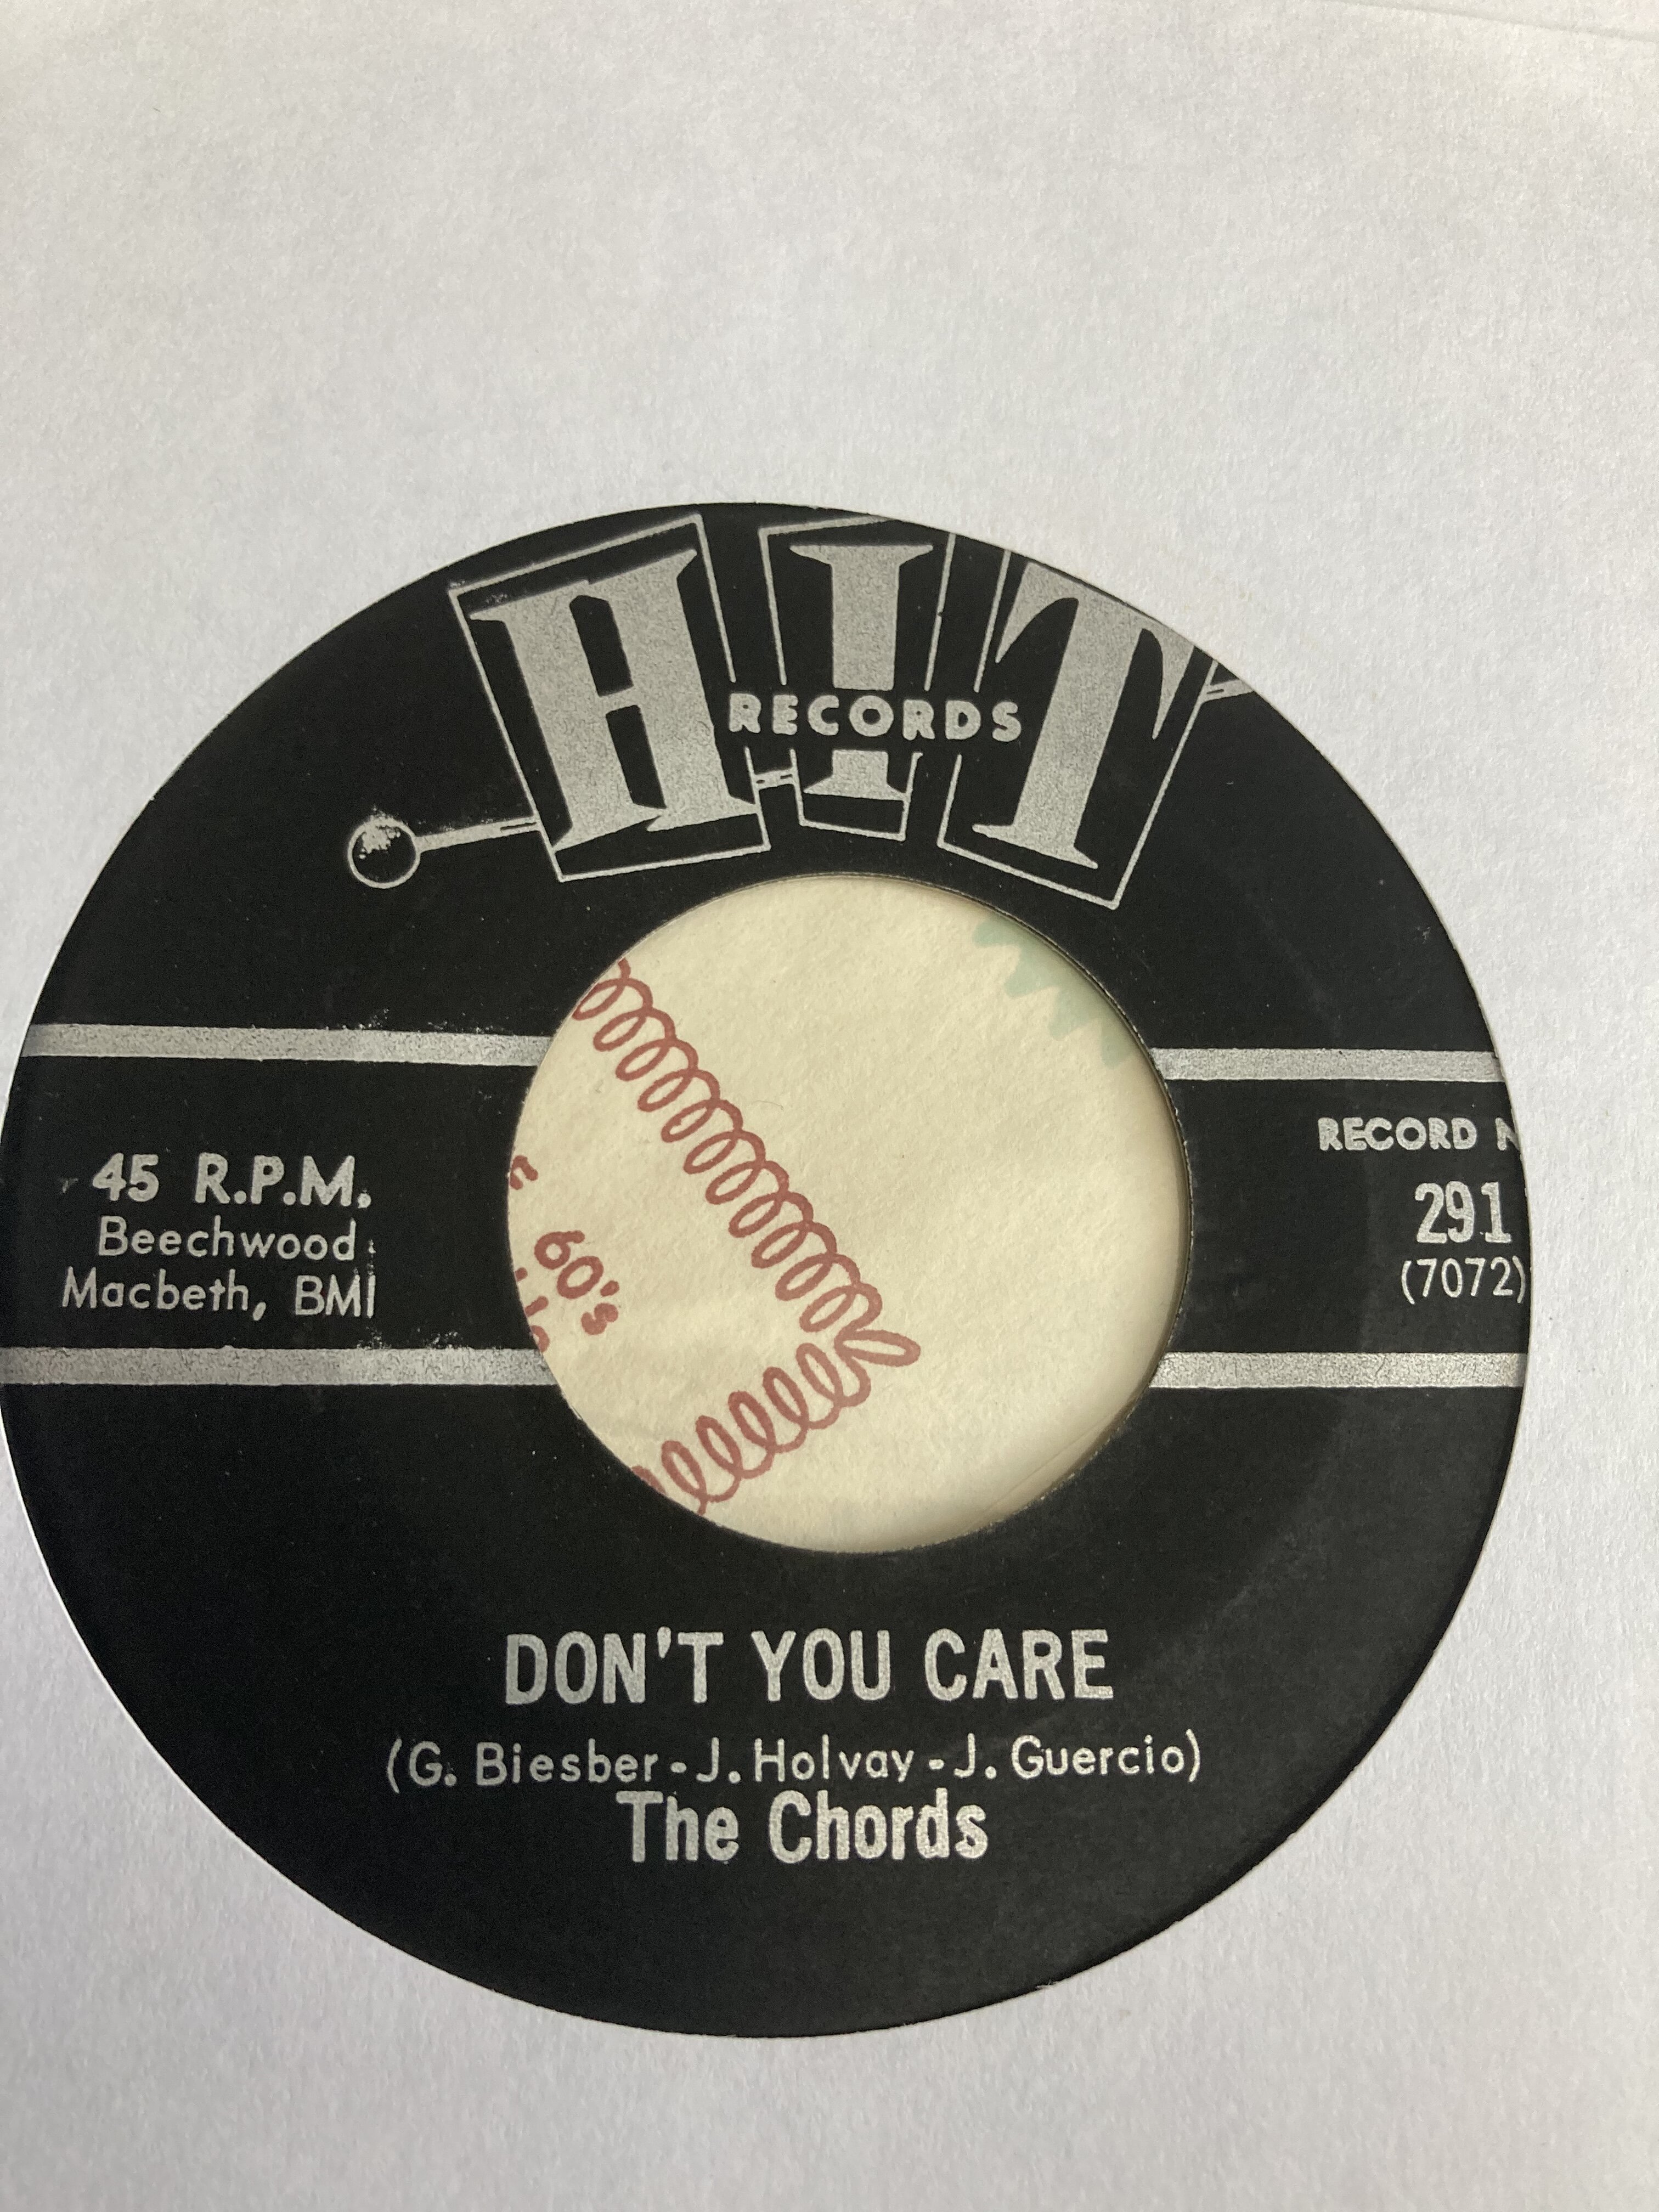 HIT
RECORDS
45 R.P.M.
Beechwood
Macbeth, BMI
RECORD
291
(7072)
60's
DON'T YOU CARE
(G. Biesber - J. Holvay - J. Guercio)
The Chords